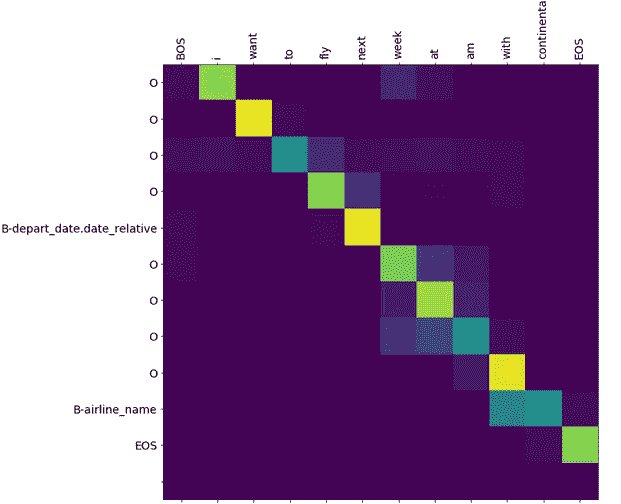 BOS i want to fly next week at am with continenta EOS
O
O
O
O
B-depart_date.date_relative
O
O
O
O
B-airline_name
EOS